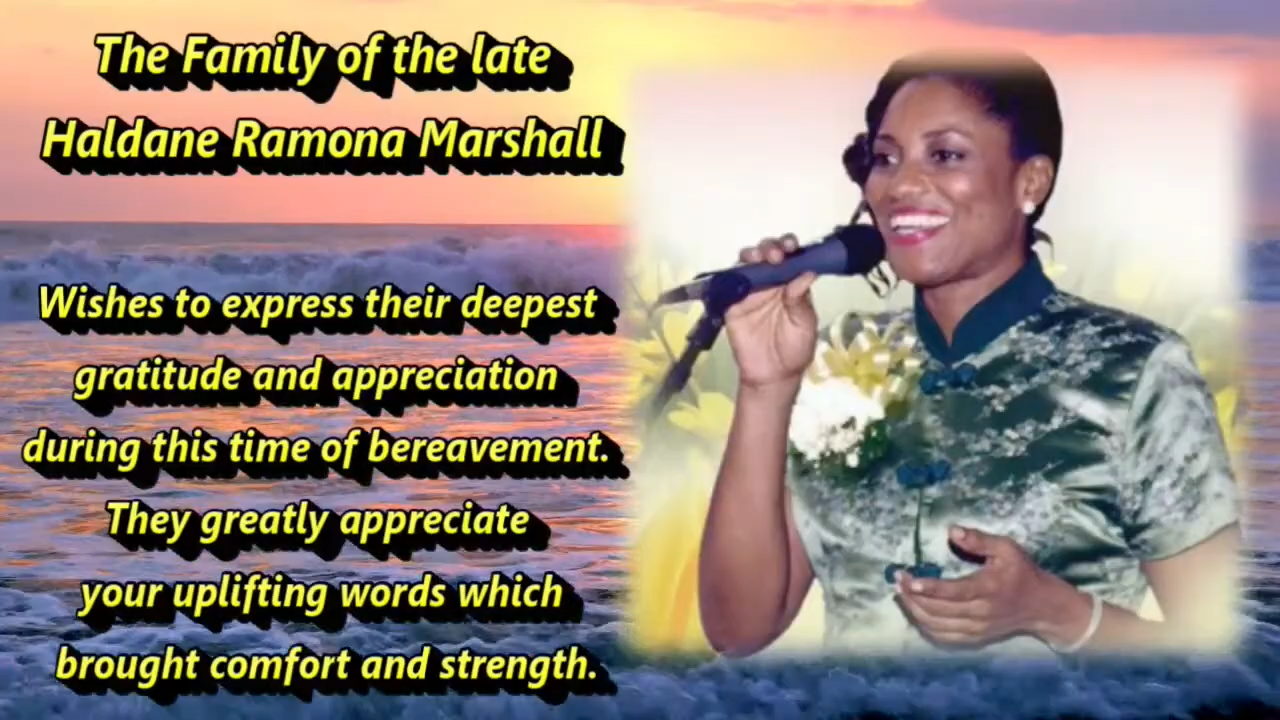 The Family of the late
Haldane Ramona Marshall
Wishes to express their deepest
gratitude and appreciation
during this time of bereavement.
They greatly appreciate
your uplifting words which
brought comfort and strength.